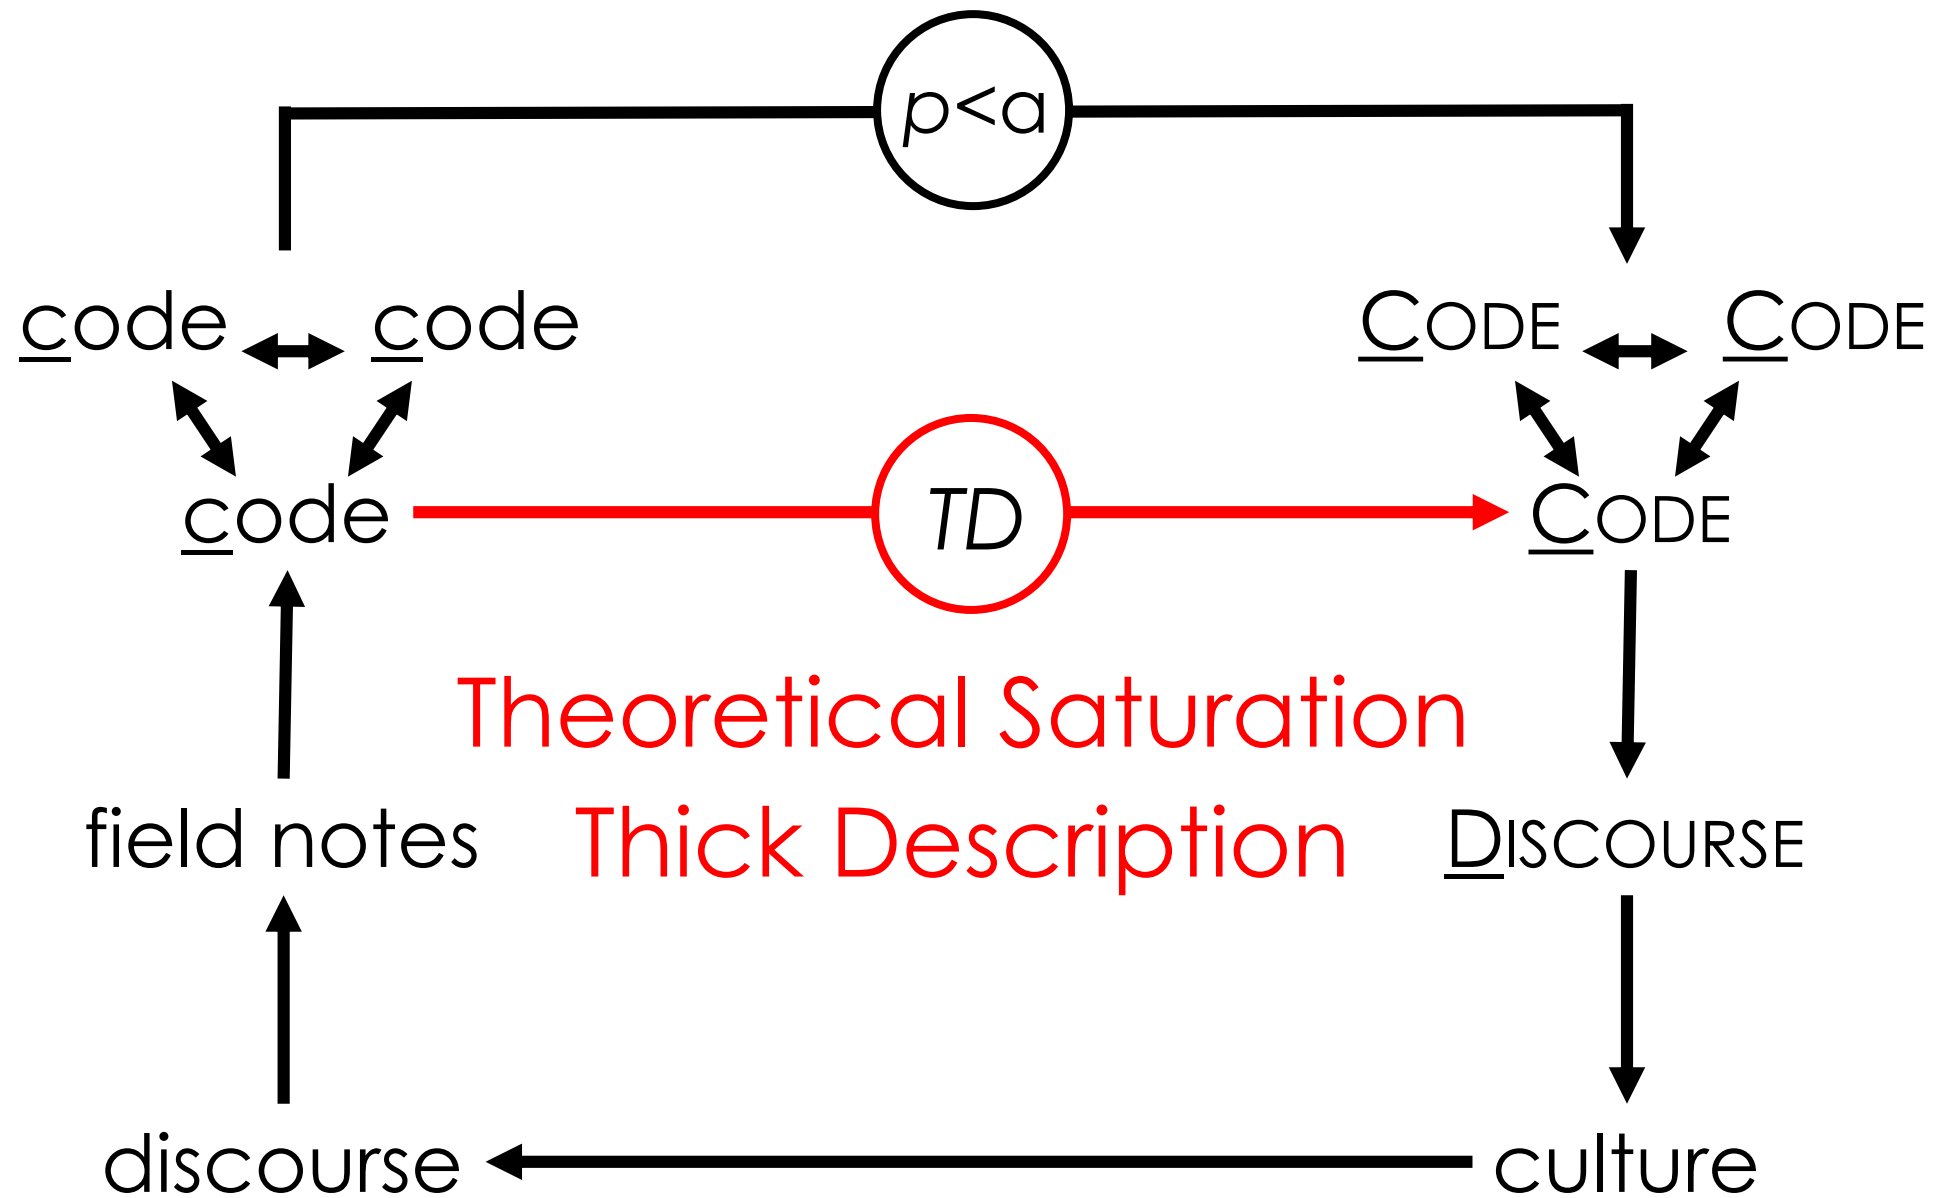 p<a
code code
CODE CODE
code
TD
CODE
Theoretical Saturation
field notes
Thick Description
DISCOURSE
discourse
culture